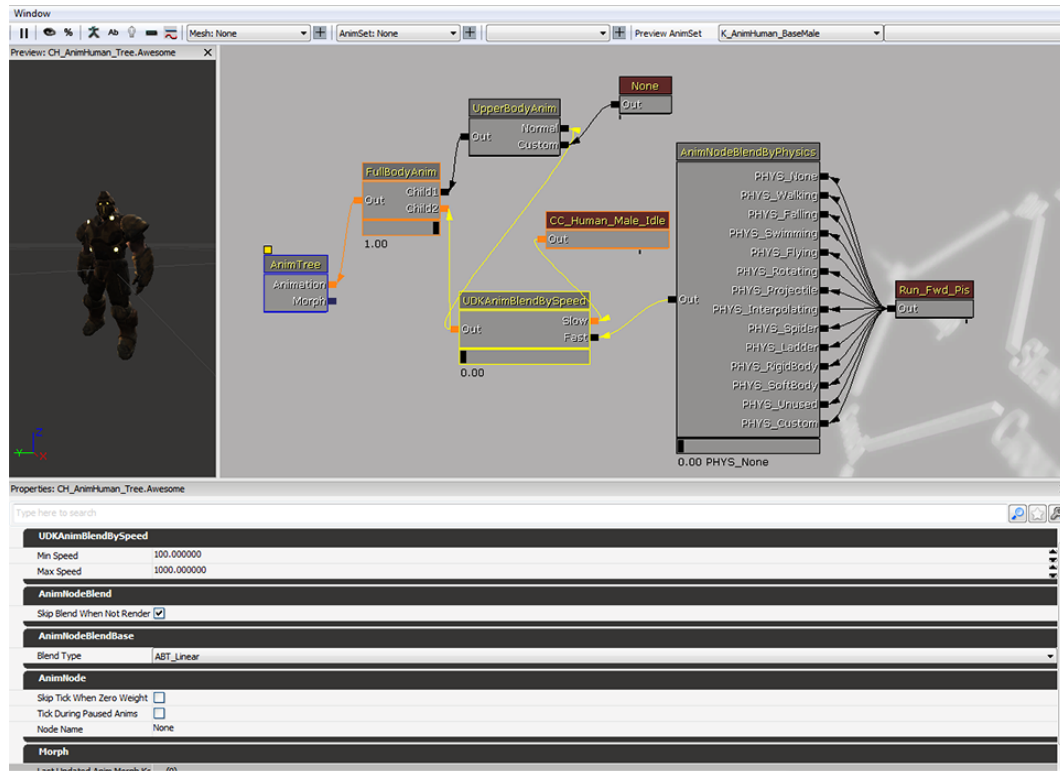 Window
% Ab Mesh: None AnimSet: None Preview AnimSet K_AnimHuman_BaseMale
Preview: CH_AnimHuman_Tree.Awesome X
None
Out
UpperBodyAnim
Out Normal
Custom
AnimNodeBlendByPhysics
Out
PHYS_None
PHYS_Walking
PHYS_Falling
PHYS_Swimming
PHYS_Flying
PHYS_Rotating
PHYS_Projectile
PHYS_Interpolating
PHYS_Spider
PHYS_Ladder
PHYS_RigidBody
PHYS_SoftBody
PHYS_Unused
PHYS_Custom
0.00 PHYS_None
FullBodyAnim
Out Child1
Child2
1.00
CC_Human_Male_Idle
Out
AnimTree
Animation
Morph
UDKAnimBlendBySpeed
Out Slow
Fast
0.00
Run_Fwd_Pis
Out
Z
Y X
Properties: CH_AnimHuman_Tree.Awesome
Type here to search
UDKAnimBlendBySpeed
Min Speed 100.000000
Max Speed 1000.000000
AnimNodeBlend
Skip Blend When Not Render
AnimNodeBlendBase
Blend Type ABT_Linear
AnimNode
Skip Tick When Zero Weight
Tick During Paused Anims
Node Name None
Morph